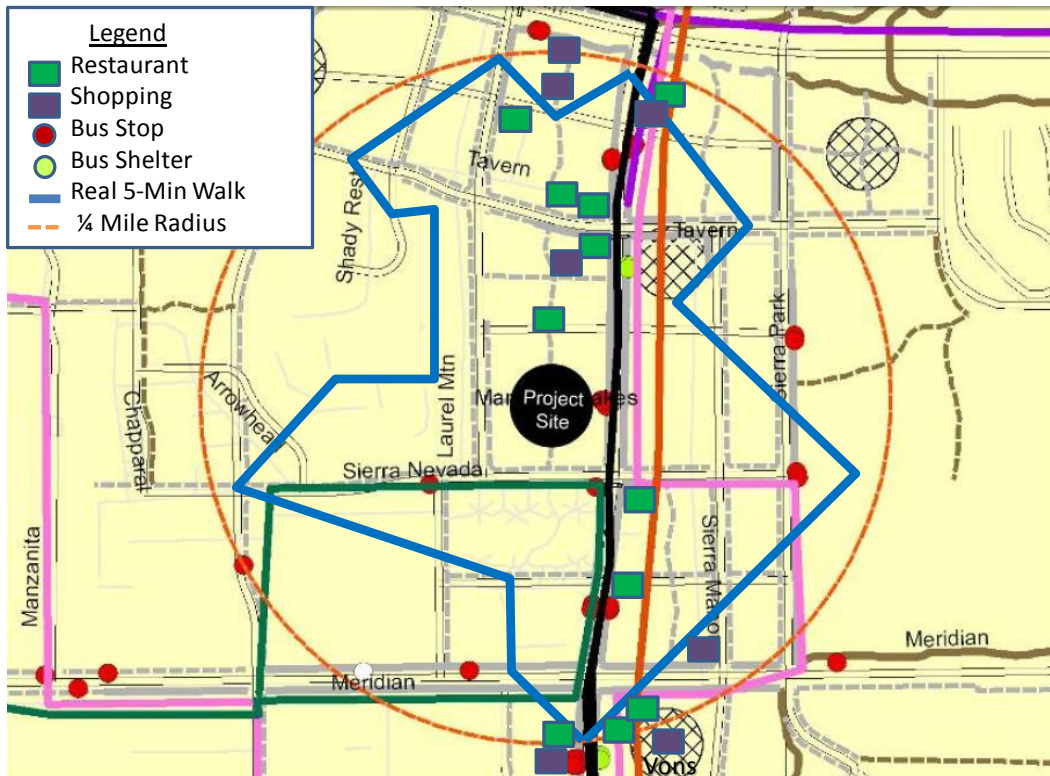 Legend
Restaurant
Shopping
Bus Stop
Bus Shelter
Real 5-Min Walk
¼ Mile Radius
Tavern
Shady Rest
Tavern
Sierra Park
Arrowhead
Chapparal
Laurel Mtn
Project
Site
Sierra Nevada
Manzanita
Meridian
Meridian
Vons